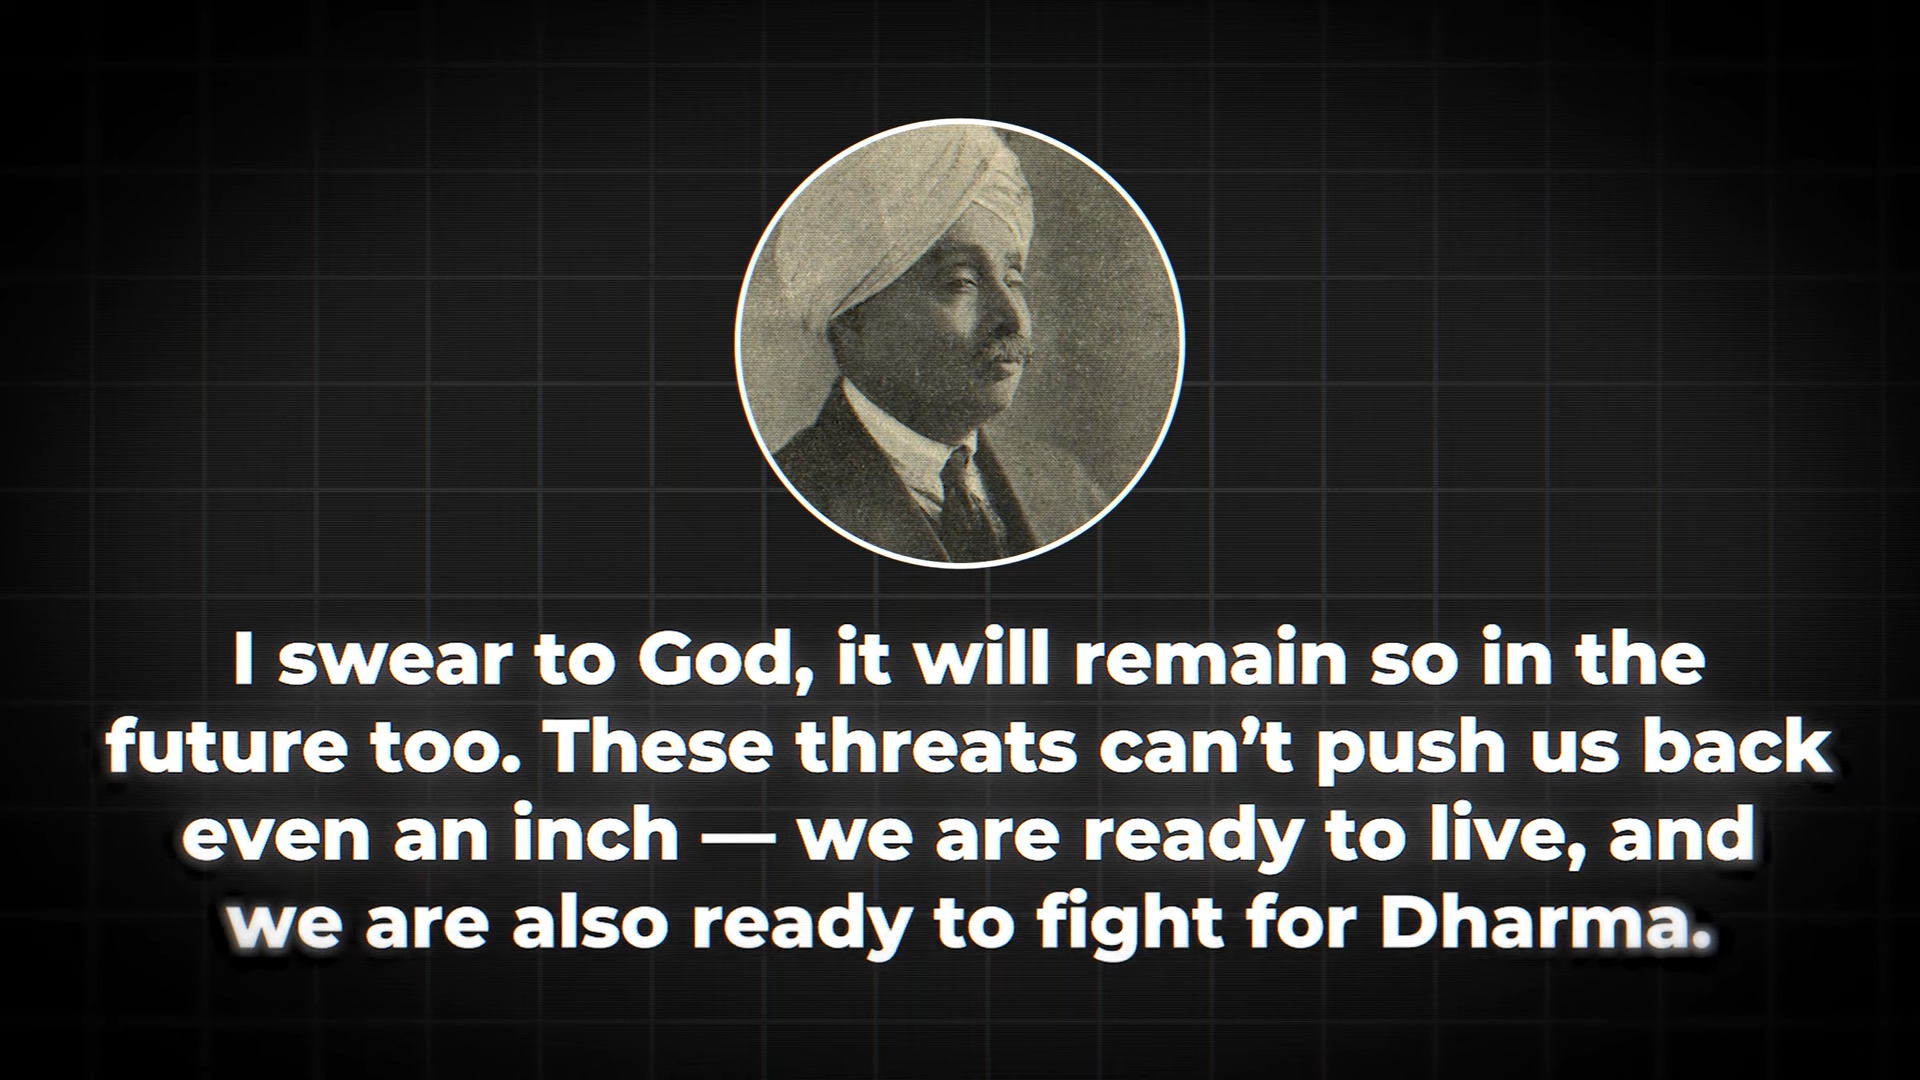 I swear to God, it will remain so in the
future too. These threats can’t push us back
even an inch — we are ready to live, and
we are also ready to fight for Dharma.